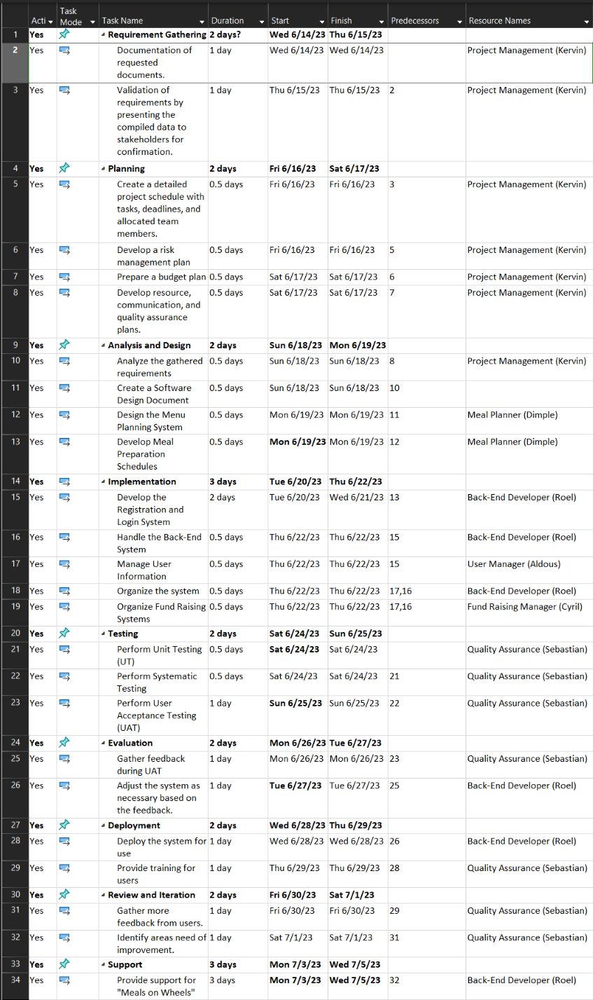 Acti Task Mode Task Name Duration Start Finish Predecessors Resource Names
1 Yes Requirement Gathering 2 days? Wed 6/14/23 Thu 6/15/23
2 Yes Documentation of 1 day Wed 6/14/23 Wed 6/14/23 Project Management (Kervin)
requested
documents.
3 Yes Validation of 1 day Thu 6/15/23 Thu 6/15/23 2 Project Management (Kervin)
requirements by
presenting the
compiled data to
stakeholders for
confirmation.
4 Yes Planning 2 days Fri 6/16/23 Sat 6/17/23
5 Yes Create a detailed 0.5 days Fri 6/16/23 Fri 6/16/23 3 Project Management (Kervin)
project schedule with
tasks, deadlines, and
allocated team
members.
6 Yes Develop a risk 0.5 days Fri 6/16/23 Fri 6/16/23 5 Project Management (Kervin)
management plan
7 Yes Prepare a budget plan 0.5 days Sat 6/17/23 Sat 6/17/23 6 Project Management (Kervin)
8 Yes Develop resource, 0.5 days Sat 6/17/23 Sat 6/17/23 7 Project Management (Kervin)
communication, and
quality assurance
plans.
9 Yes Analysis and Design 2 days Sun 6/18/23 Mon 6/19/23
10 Yes Analyze the gathered 0.5 days Sun 6/18/23 Sun 6/18/23 8 Project Management (Kervin)
requirements
11 Yes Create a Software 0.5 days Sun 6/18/23 Sun 6/18/23 10
Design Document
12 Yes Design the Menu 0.5 days Mon 6/19/23 Mon 6/19/23 11 Meal Planner (Dimple)
Planning System
13 Yes Develop Meal 0.5 days Mon 6/19/23 Mon 6/19/23 12 Meal Planner (Dimple)
Preparation
Schedules
14 Yes Implementation 3 days Tue 6/20/23 Thu 6/22/23
15 Yes Develop the 2 days Tue 6/20/23 Wed 6/21/23 13 Back-End Developer (Roel)
Registration and
Login System
16 Yes Handle the Back-End 0.5 days Thu 6/22/23 Thu 6/22/23 15 Back-End Developer (Roel)
System
17 Yes Manage User 0.5 days Thu 6/22/23 Thu 6/22/23 15 User Manager (Aldous)
Information
18 Yes Organize the system 0.5 days Thu 6/22/23 Thu 6/22/23 17,16 Back-End Developer (Roel)
19 Yes Organize Fund Raising 0.5 days Thu 6/22/23 Thu 6/22/23 17,16 Fund Raising Manager (Cyril)
Systems
20 Yes Testing 2 days Sat 6/24/23 Sun 6/25/23
21 Yes Perform Unit Testing 0.5 days Sat 6/24/23 Sat 6/24/23 Quality Assurance (Sebastian)
(UT)
22 Yes Perform Systematic 0.5 days Sat 6/24/23 Sat 6/24/23 21 Quality Assurance (Sebastian)
Testing
23 Yes Perform User 1 day Sun 6/25/23 Sun 6/25/23 22 Quality Assurance (Sebastian)
Acceptance Testing
(UAT)
24 Yes Evaluation 2 days Mon 6/26/23 Tue 6/27/23
25 Yes Gather feedback 1 day Mon 6/26/23 Mon 6/26/23 23 Quality Assurance (Sebastian)
during UAT
26 Yes Adjust the system as 1 day Tue 6/27/23 Tue 6/27/23 25 Back-End Developer (Roel)
necessary based on
the feedback.
27 Yes Deployment 2 days Wed 6/28/23 Thu 6/29/23
28 Yes Deploy the system for 1 day Wed 6/28/23 Wed 6/28/23 26 Back-End Developer (Roel)
use
29 Yes Provide training for 1 day Thu 6/29/23 Thu 6/29/23 28 Quality Assurance (Sebastian)
users
30 Yes Review and Iteration 2 days Fri 6/30/23 Sat 7/1/23
31 Yes Gather more 1 day Fri 6/30/23 Fri 6/30/23 29 Quality Assurance (Sebastian)
feedback from users.
32 Yes Identify areas need of 1 day Sat 7/1/23 Sat 7/1/23 31 Quality Assurance (Sebastian)
improvement.
33 Yes Support 3 days Mon 7/3/23 Wed 7/5/23
34 Yes Provide support for 3 days Mon 7/3/23 Wed 7/5/23 32 Back-End Developer (Roel)
"Meals on Wheels"